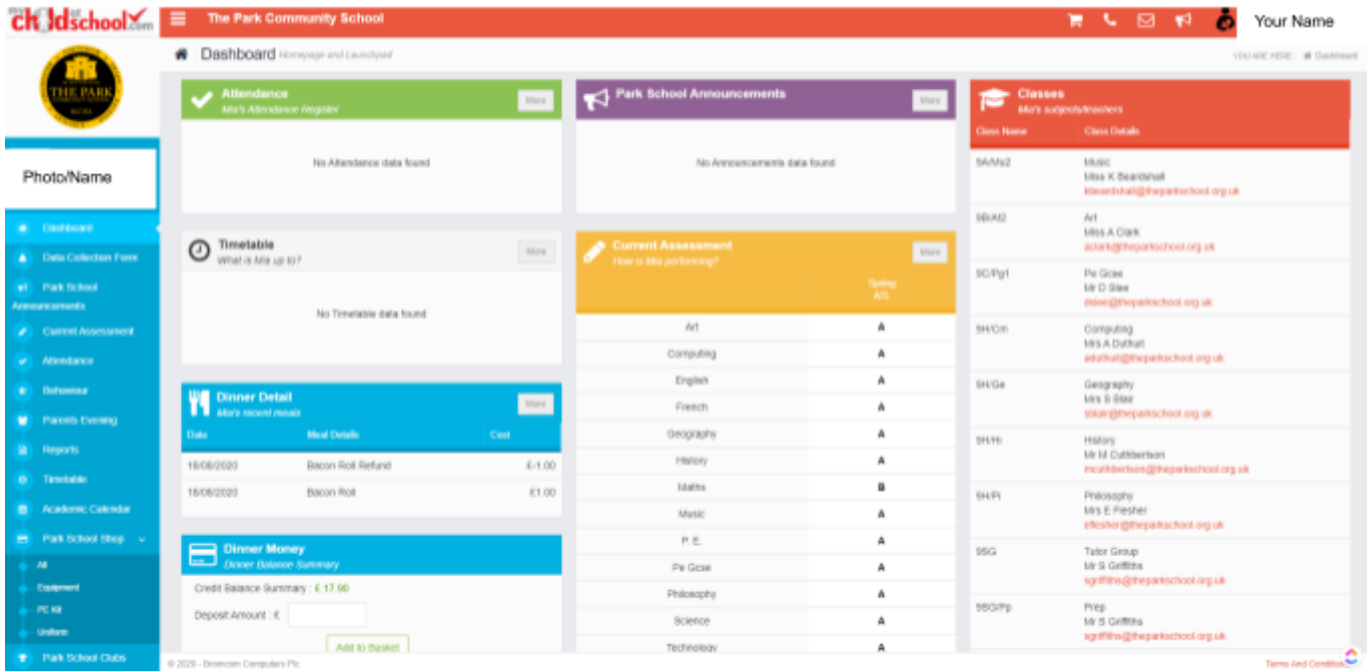 my
childatschool.com
The Park Community School
Your Name
Dashboard Homepage and Launchpad
YOU ARE HERE: Dashboard
THE PARK
COMMUNITY SCHOOL
Photo/Name
Dashboard
Data Collection Form
Park School
Announcements
Current Assessment
Attendance
Behaviour
Parents Evening
Reports
Timetable
Academic Calendar
Park School Shop
All
Equipment
PE Kit
Uniform
Park School Clubs
Attendance
Mia's Attendance Register
More
No Attendance data found
Timetable
What is Mia up to?
More
No Timetable data found
Dinner Detail
Mia's recent meals
More
Date Meal Details Cost
18/08/2020 Bacon Roll Refund £-1.00
18/08/2020 Bacon Roll £1.00
Dinner Money
Dinner Balance Summary
Credit Balance Summary : £ 17.90
Deposit Amount : £
Add to Basket
Park School Announcements
More
No Announcements data found
Current Assessment
How is Mia performing?
More
Spring
A/L
Art A
Computing A
English A
French A
Geography A
History A
Maths B
Music A
P. E. A
Pe Gcse A
Philosophy A
Science A
Technology A
Classes
Mia's subjects/teachers
Class Name Class Details
9A/Mu2 Music
Miss K Beardshall
kbeardshall@theparkschool.org.uk
9B/At2 Art
Miss A Clark
aclark@theparkschool.org.uk
9C/Pg1 Pe Gcse
Mr D Slee
dslee@theparkschool.org.uk
9H/Cm Computing
Mrs A Duthuit
aduthuit@theparkschool.org.uk
9H/Ge Geography
Mrs S Blair
sblair@theparkschool.org.uk
9H/Hi History
Mr M Cuthbertson
mcuthbertson@theparkschool.org.uk
9H/Pi Philosophy
Mrs E Flesher
eflesher@theparkschool.org.uk
9SG Tutor Group
Mr S Griffiths
sgriffiths@theparkschool.org.uk
9SG/Pp Prep
Mr S Griffiths
sgriffiths@theparkschool.org.uk
© 2020 - Bromcom Computers Plc
Terms And Conditions